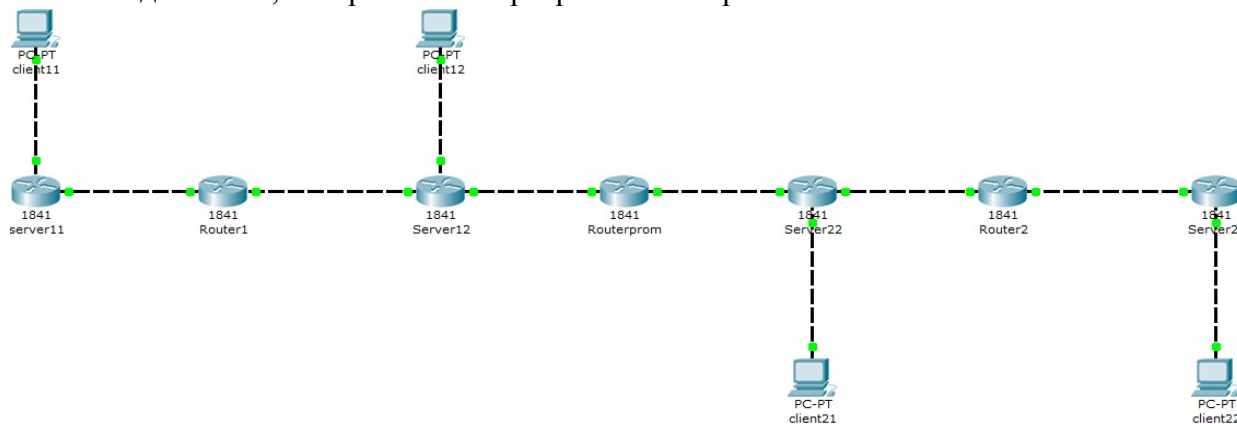 PC-PT
client11
PC-PT
client12
1841
server11
1841
Router1
1841
Server12
1841
Routerprom
1841
Server22
1841
Router2
1841
PC-PT
client21
PC-PT
client22